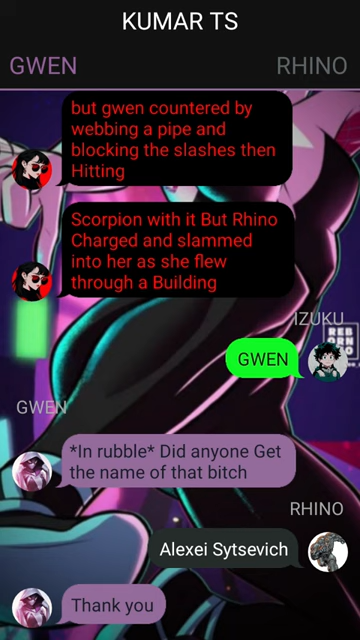 KUMAR TS
GWEN
RHINO
but gwen countered by
webbing a pipe and
blocking the slashes then
Hitting
Scorpion with it But Rhino
Charged and slammed
into her as she flew
through a Building
IZUKU
GWEN
GWEN
*In rubble* Did anyone Get
the name of that bitch
RHINO
Alexei Sytsevich
Thank you